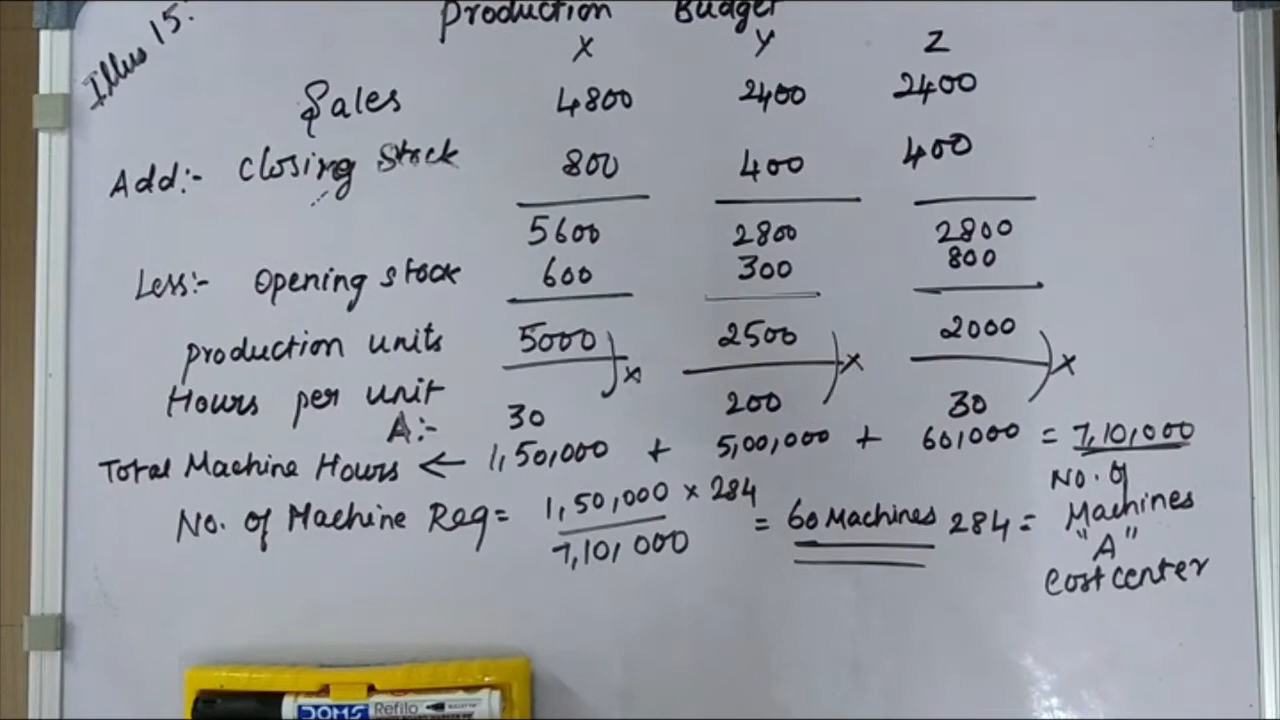 Illus 15:
Production Budget
X Y Z
Sales 4800 2400 2400
Add:- Closing Stock 800 400 400
5600 2800 2800
Less:- Opening stock 600 300 800
production units 5000 2500 2000
x x x
Hours per unit
A:- 30 200 30
Total Machine Hours ← 1,50,000 + 5,00,000 + 60,000 = 7,10,000
No. of Machine Req = 1,50,000 × 284
7,10,000
= 60 Machines
284 = No. of
Machines
"A"
Cost center
DOMS Refilo